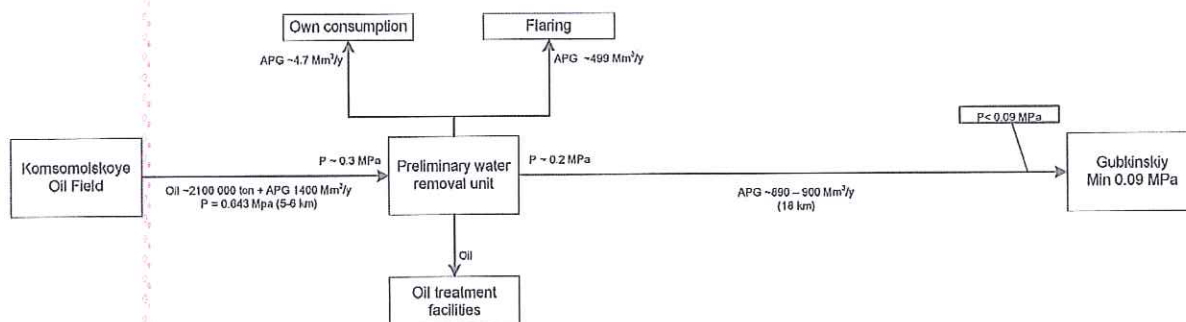 Own consumption
Flaring
APG ~4.7 Mm³/y
APG ~499 Mm³/y
P< 0.09 MPa
Komsomolskoye
Oil Field
P ~ 0.3 MPa
Oil ~2100 000 ton + APG 1400 Mm³/y
P = 0.043 Mpa (5-6 km)
Preliminary water
removal unit
P ~ 0.2 MPa
APG ~890 – 900 Mm³/y
(16 km)
Gubkinskiy
Min 0.09 MPa
Oil
Oil treatment
facilities